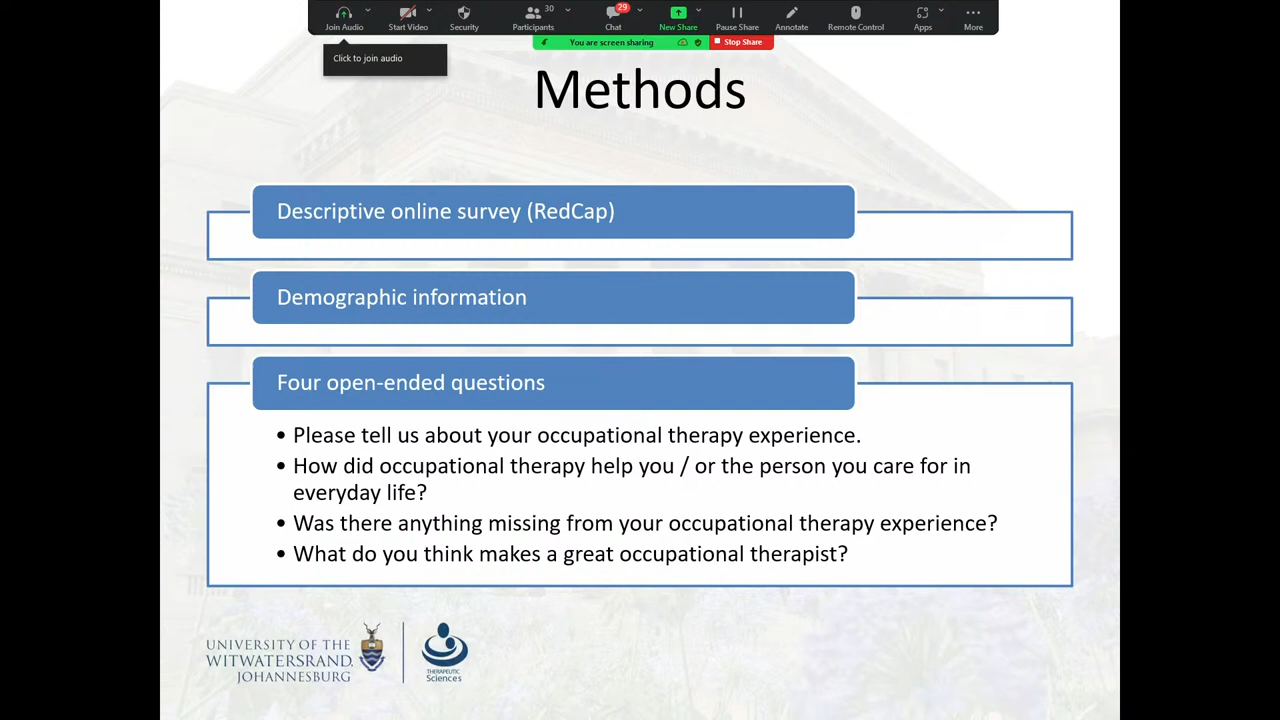 Join Audio
Start Video
Security
Participants
30
Chat
29
New Share
Pause Share
Annotate
Remote Control
Apps
More
You are screen sharing
Stop Share
Click to join audio
Methods
Descriptive online survey (RedCap)
Demographic information
Four open-ended questions
• Please tell us about your occupational therapy experience.
• How did occupational therapy help you / or the person you care for in
everyday life?
• Was there anything missing from your occupational therapy experience?
• What do you think makes a great occupational therapist?
UNIVERSITY OF THE
WITWATERSRAND,
JOHANNESBURG
THERAPEUTIC
Sciences